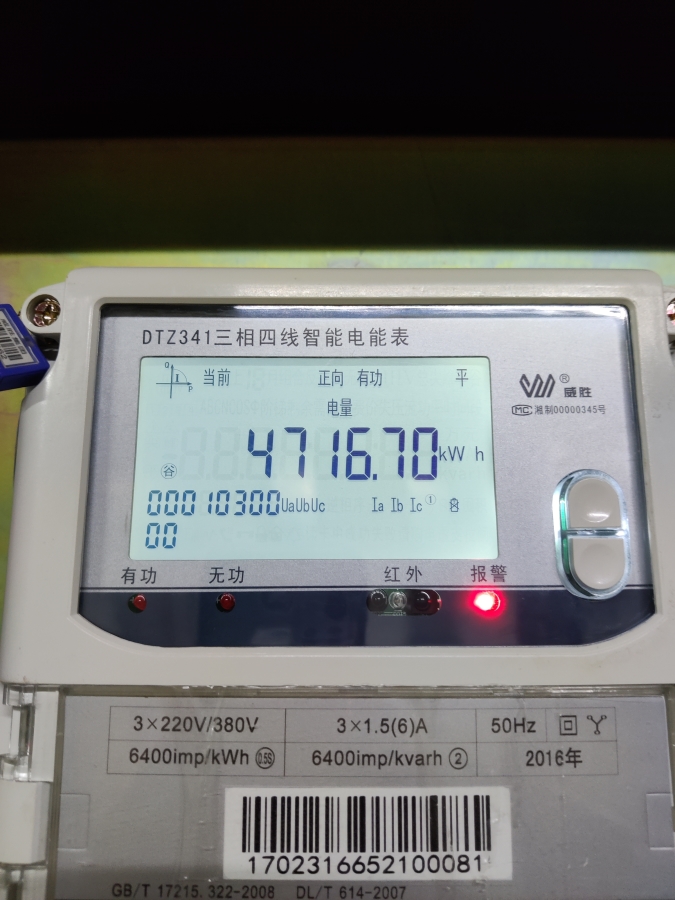 DTZ341三相四线智能电能表
Q
I
P
当前 正向 有功 平
电量
4716.70 kW h
谷
00010300 UaUbUc Ia Ib Ic ①
00
威胜®
MC 湘制00000345号
有功 无功 红外 报警
3×220V/380V 3×1.5(6)A 50Hz
6400imp/kWh 0.5S 6400imp/kvarh ② 2016年
1702316652100081
GB/T 17215.322-2008 DL/T 614-2007